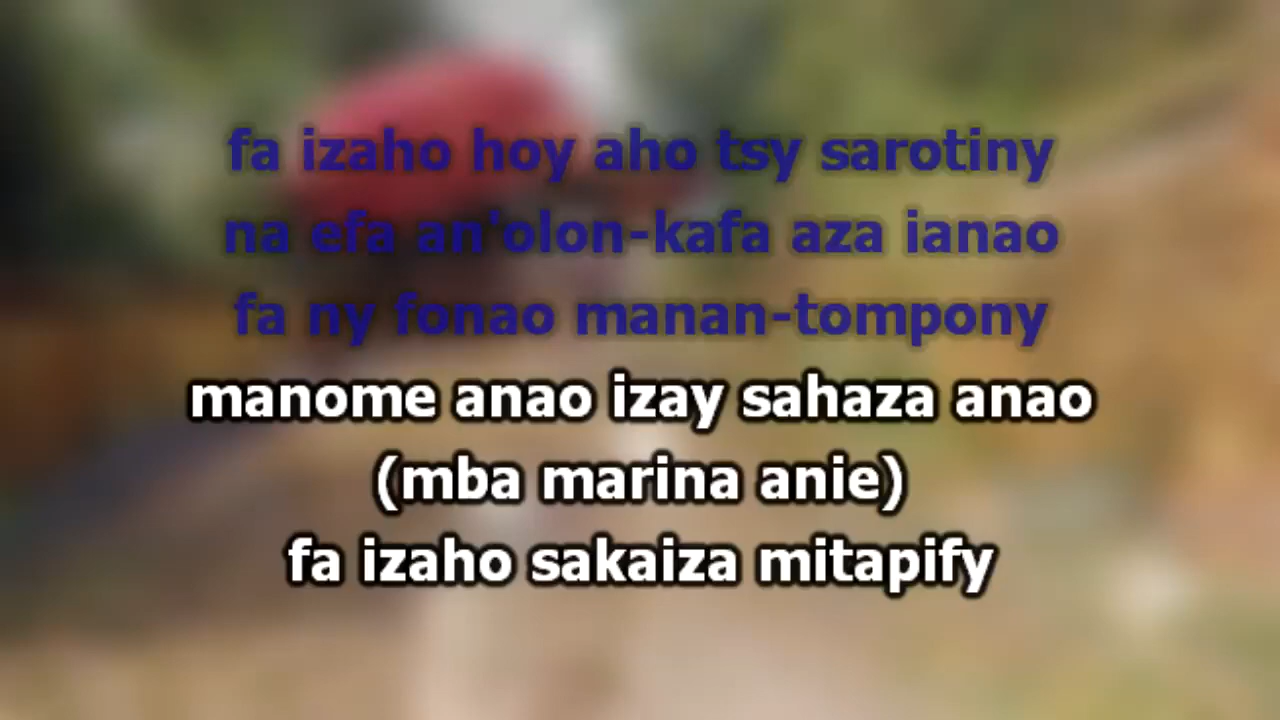 fa izaho hoy aho tsy sarotiny
na efa an'olon-kafa aza ianao
fa ny fonao manan-tompony
manome anao izay sahaza anao
(mba marina anie)
fa izaho sakaiza mitapify